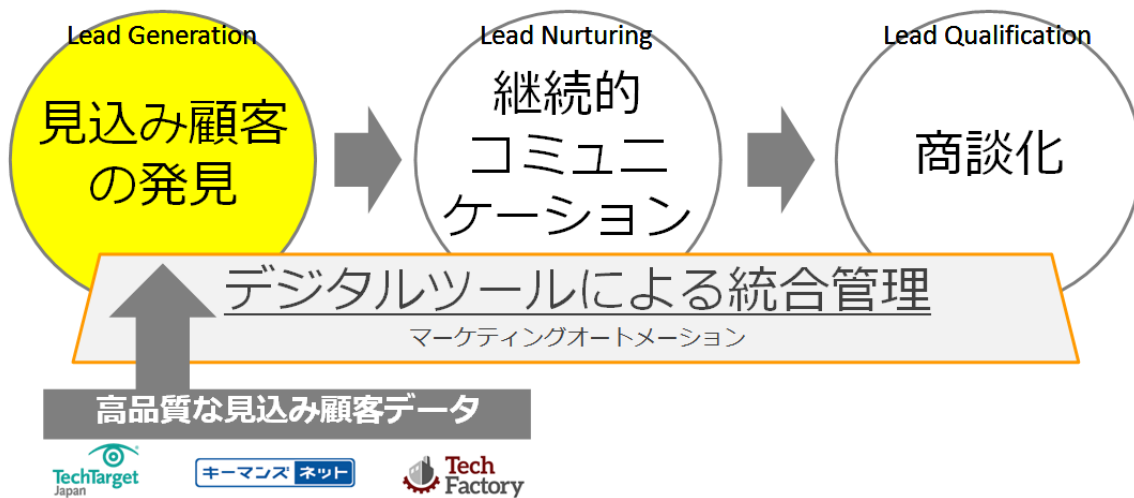 Lead Generation
見込み顧客
の発見
Lead Nurturing
継続的
コミュニ
ケーション
Lead Qualification
商談化
デジタルツールによる統合管理
マーケティングオートメーション
高品質な見込み顧客データ
TechTarget
Japan
キーマンズネット
Tech
Factory